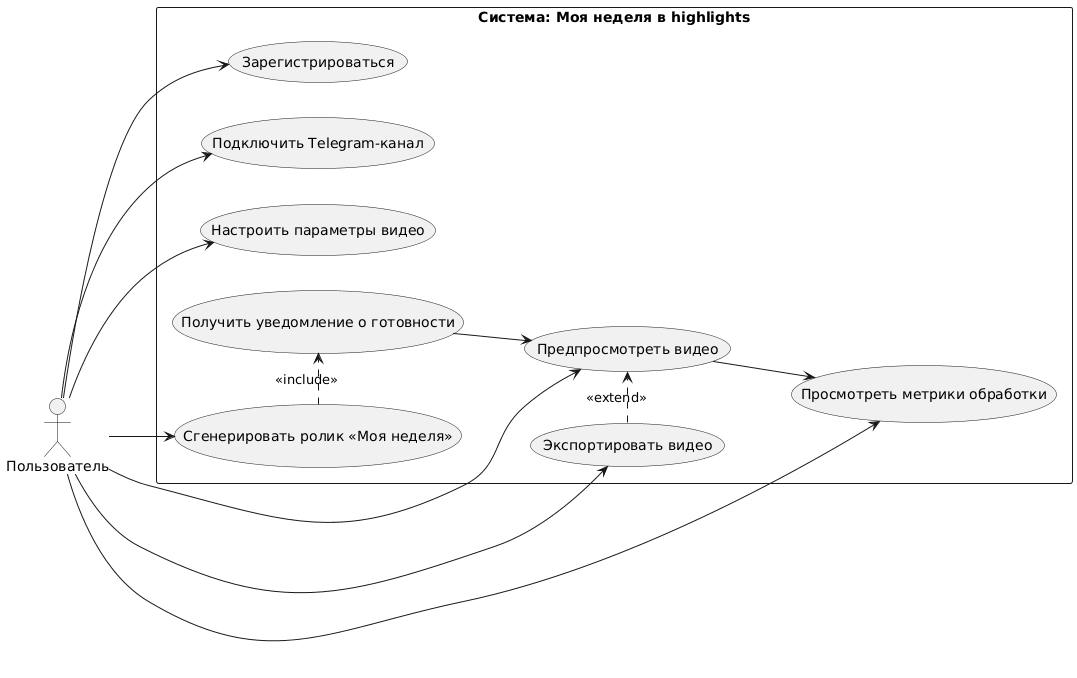 Система: Моя неделя в highlights
Зарегистрироваться
Подключить Telegram-канал
Настроить параметры видео
Получить уведомление о готовности
Предпросмотреть видео
«include»
«extend»
Просмотреть метрики обработки
Сгенерировать ролик «Моя неделя»
Экспортировать видео
Пользователь